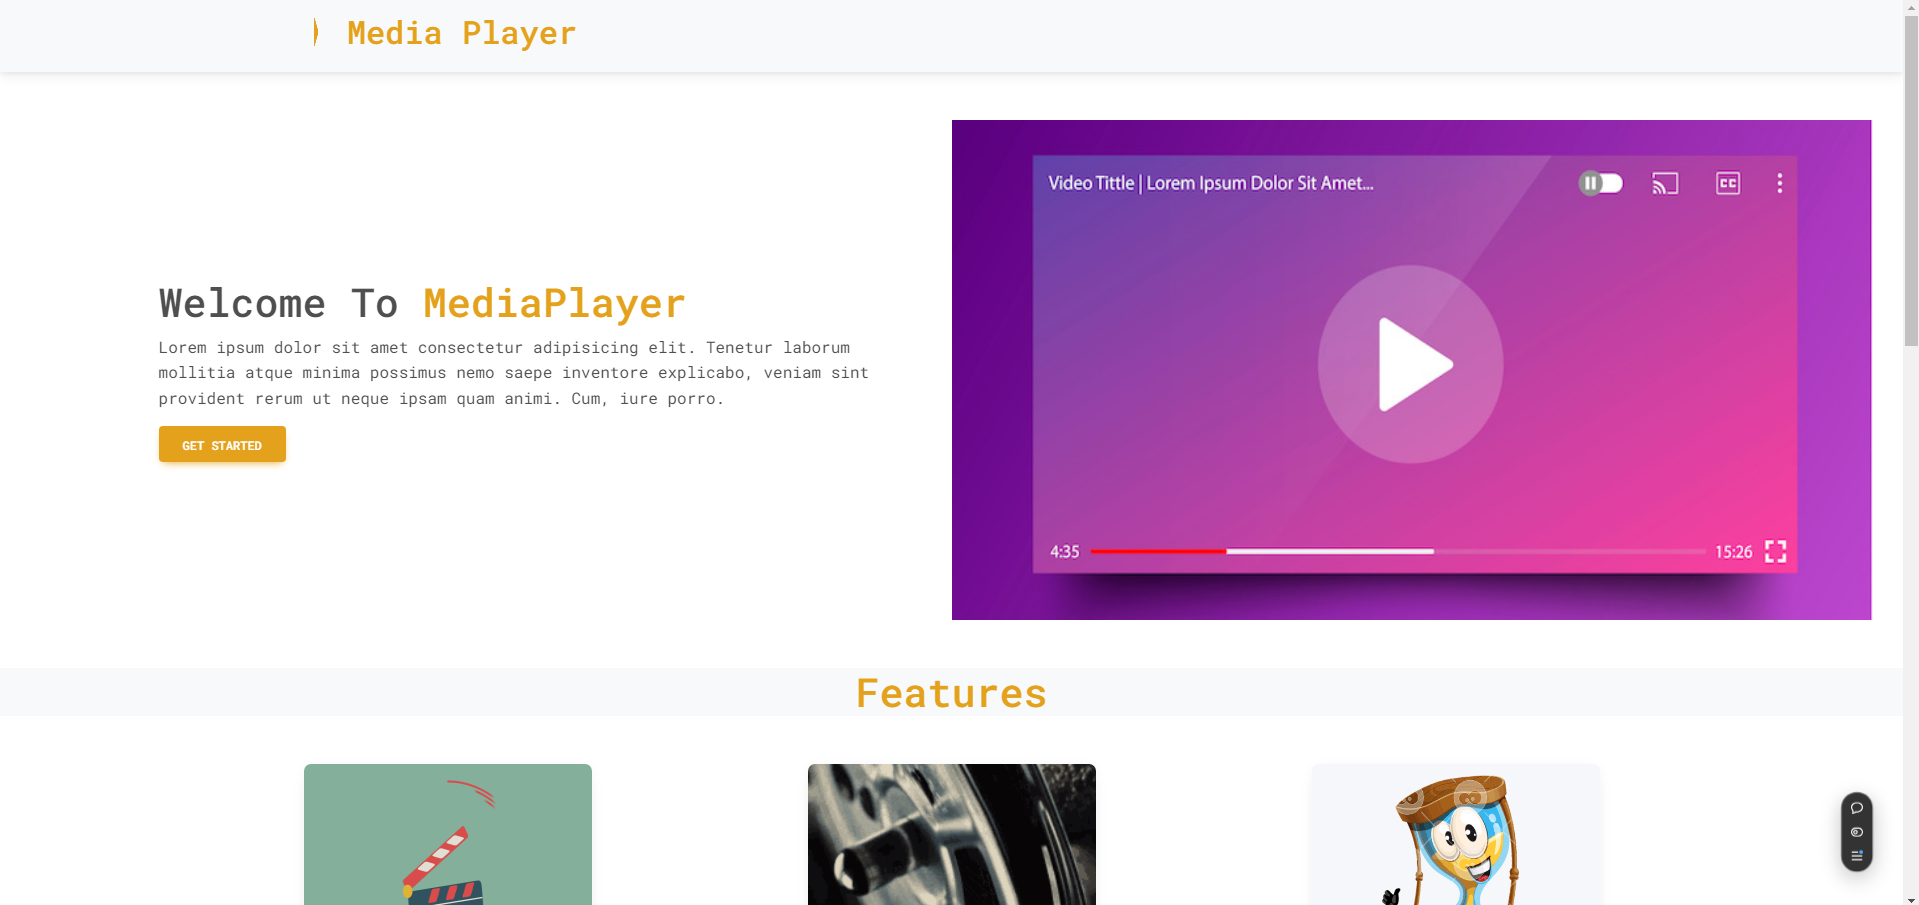 Media Player
Video Tittle | Lorem Ipsum Dolor Sit Amet...
CC
Welcome To MediaPlayer
Lorem ipsum dolor sit amet consectetur adipisicing elit. Tenetur laborum
mollitia atque minima possimus nemo saepe inventore explicabo, veniam sint
provident rerum ut neque ipsam quam animi. Cum, iure porro.
GET STARTED
4:35
15:26
Features